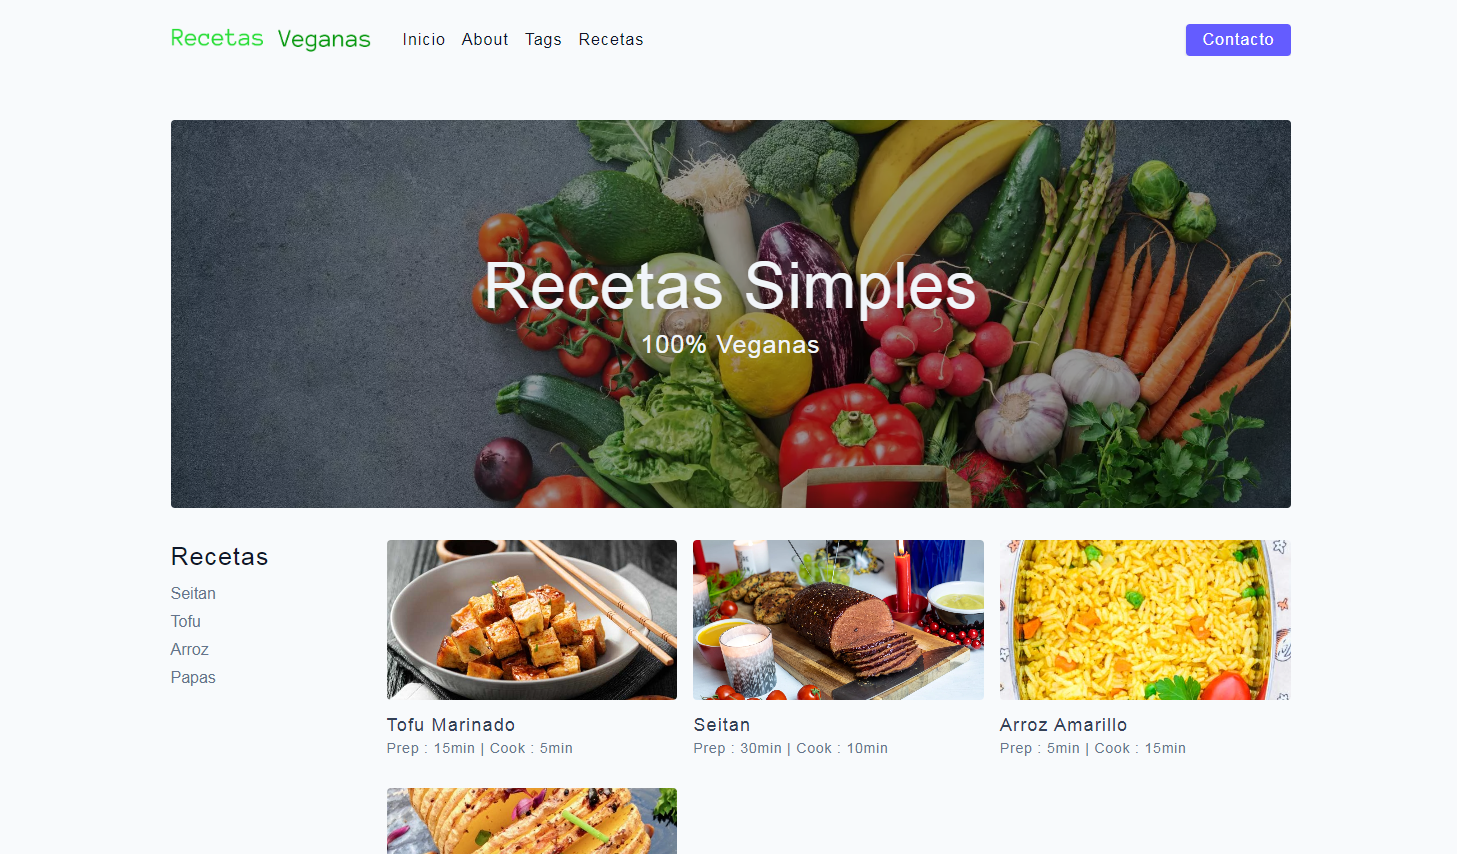 Recetas Veganas Inicio About Tags Recetas Contacto
Recetas Simples
100% Veganas
Recetas
Seitan
Tofu
Arroz
Papas
Tofu Marinado
Prep : 15min | Cook : 5min
Seitan
Prep : 30min | Cook : 10min
Arroz Amarillo
Prep : 5min | Cook : 15min